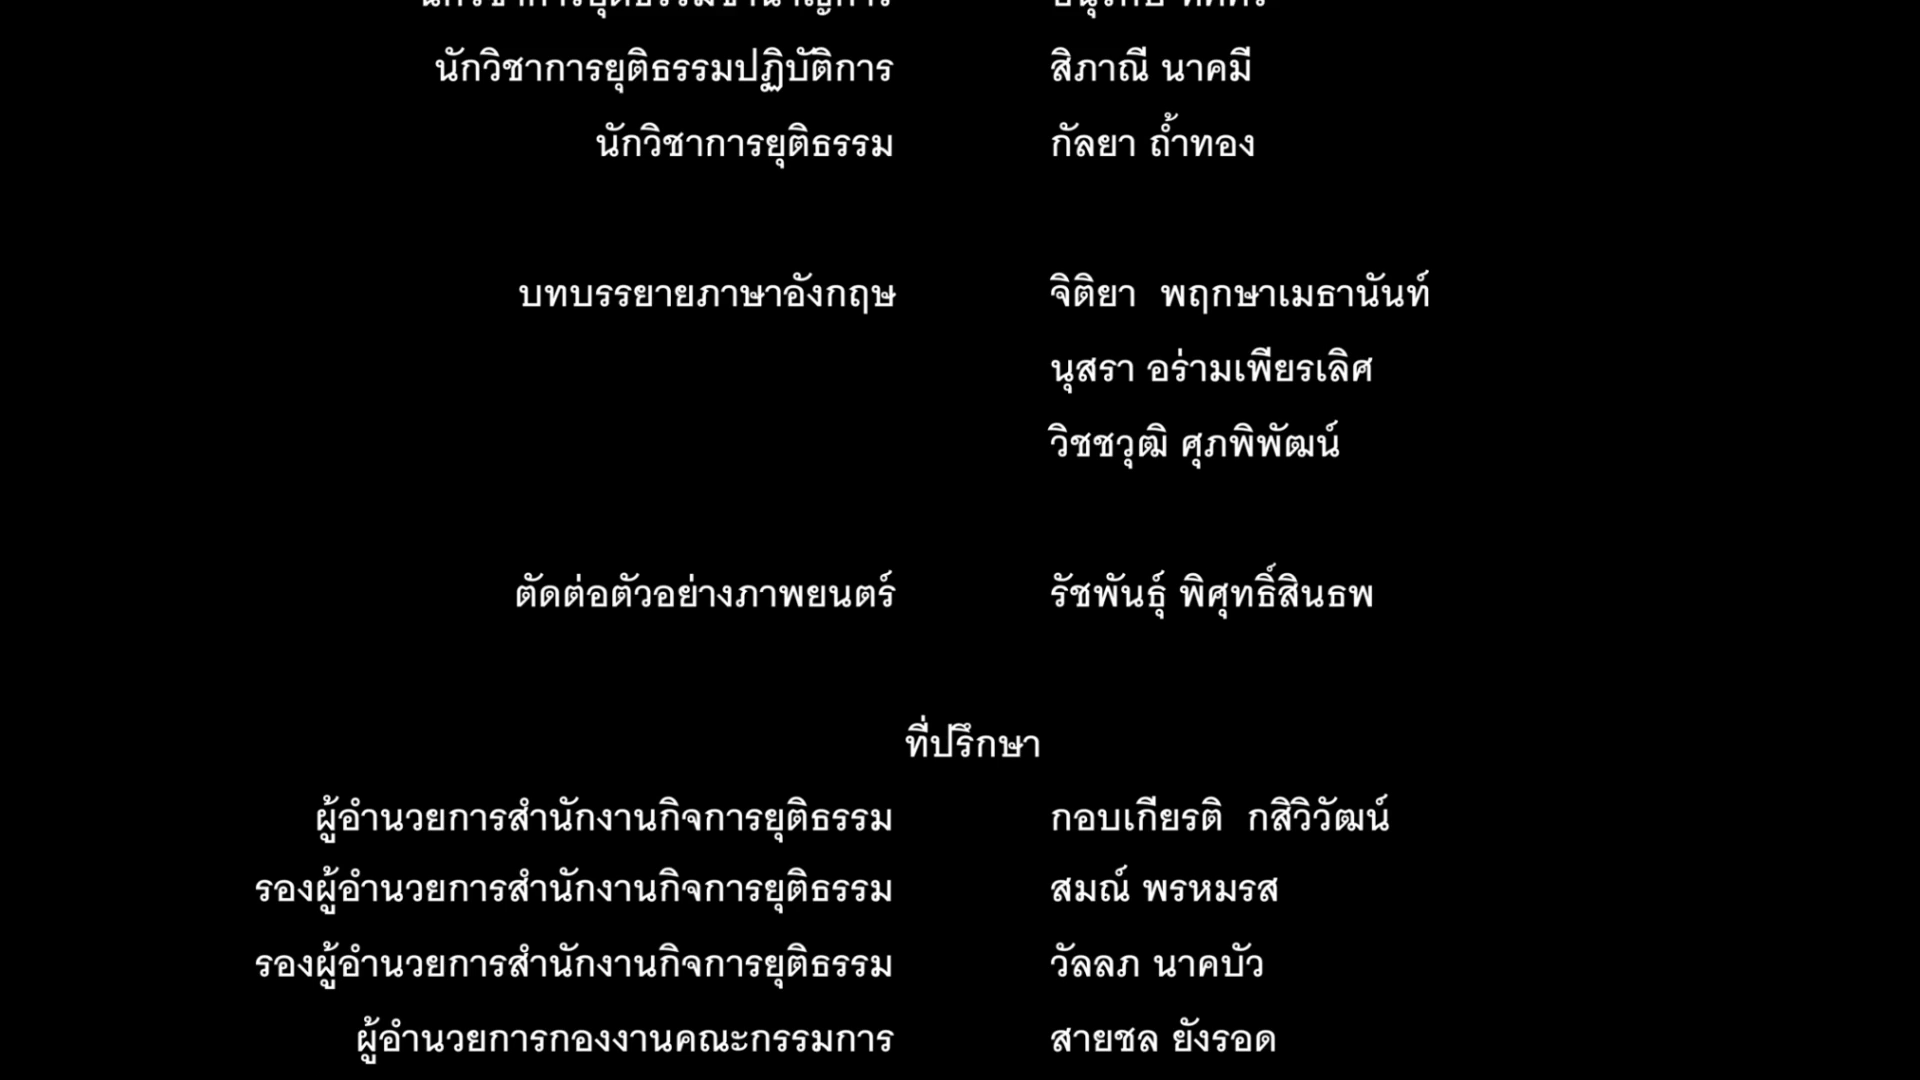 นักวิชาการยุติธรรมปฏิบัติการ สิภาณี นาคมี
นักวิชาการยุติธรรม กัลยา ถ้ำทอง
บทบรรยายภาษาอังกฤษ จิติยา พฤกษาเมธานันท์
นุสรา อร่ามเพียรเลิศ
วิชชวุฒิ ศุภพิพัฒน์
ตัดต่อตัวอย่างภาพยนตร์ รัชพันธุ์ พิศุทธิ์สินธพ
ที่ปรึกษา
ผู้อำนวยการสำนักงานกิจการยุติธรรม กอบเกียรติ กสิวิวัฒน์
รองผู้อำนวยการสำนักงานกิจการยุติธรรม สมณ์ พรหมรส
รองผู้อำนวยการสำนักงานกิจการยุติธรรม วัลลภ นาคบัว
ผู้อำนวยการกองงานคณะกรรมการ สายชล ยังรอด